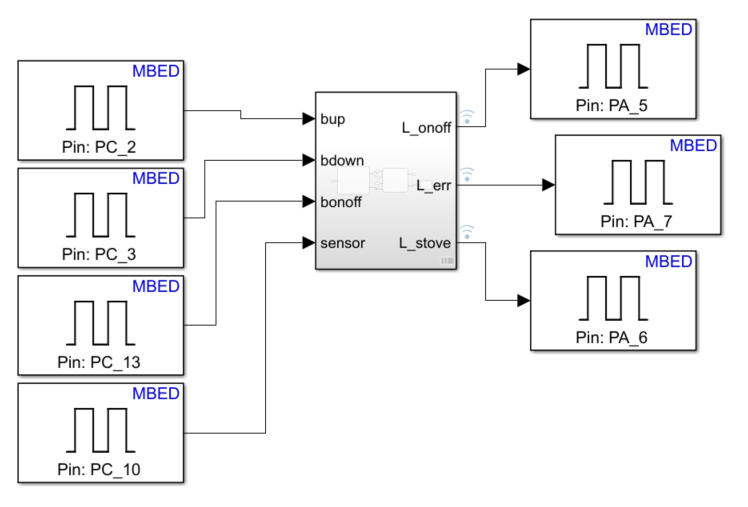 MBED
Pin: PC_2
MBED
Pin: PC_3
MBED
Pin: PC_13
MBED
Pin: PC_10
bup
bdown
bonoff
sensor
L_onoff
L_err
L_stove
MBED
Pin: PA_5
MBED
Pin: PA_7
MBED
Pin: PA_6